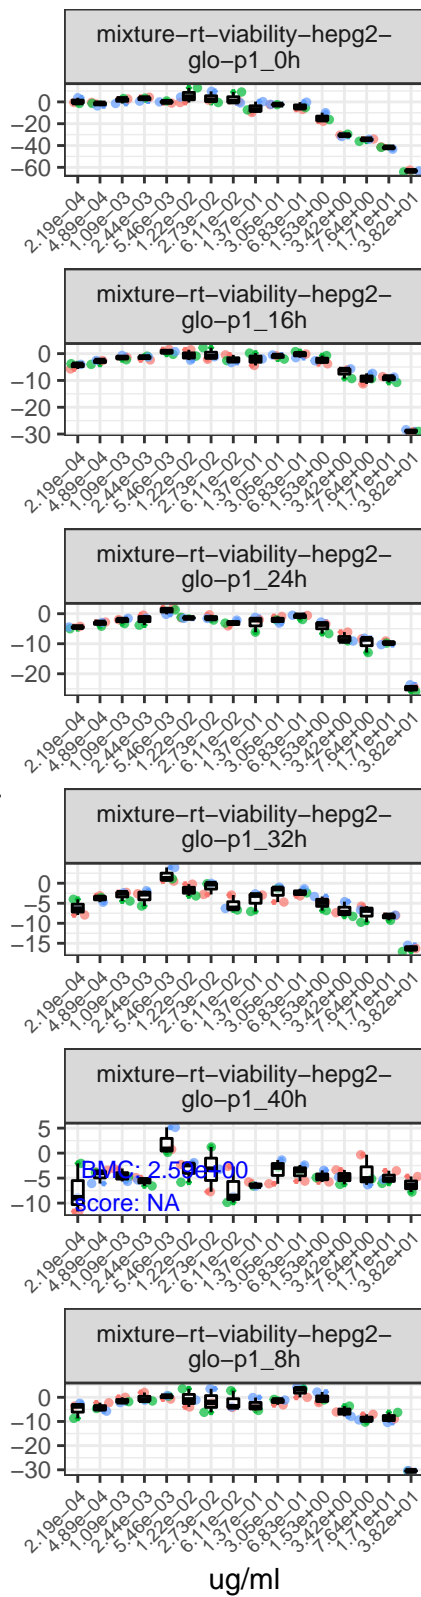 mixture−rt−viability−hepg2−
glo−p1_0h
0
−20
−40
−60
2.19e−04
4.89e−04
1.09e−03
2.44e−03
5.46e−03
1.22e−02
2.73e−02
6.11e−02
1.37e−01
3.05e−01
6.83e−01
1.53e+00
3.42e+00
7.64e+00
1.71e+01
3.82e+01
mixture−rt−viability−hepg2−
glo−p1_16h
0
−10
−20
−30
2.19e−04
4.89e−04
1.09e−03
2.44e−03
5.46e−03
1.22e−02
2.73e−02
6.11e−02
1.37e−01
3.05e−01
6.83e−01
1.53e+00
3.42e+00
7.64e+00
1.71e+01
3.82e+01
mixture−rt−viability−hepg2−
glo−p1_24h
0
−10
−20
2.19e−04
4.89e−04
1.09e−03
2.44e−03
5.46e−03
1.22e−02
2.73e−02
6.11e−02
1.37e−01
3.05e−01
6.83e−01
1.53e+00
3.42e+00
7.64e+00
1.71e+01
3.82e+01
mixture−rt−viability−hepg2−
glo−p1_32h
0
−5
−10
−15
2.19e−04
4.89e−04
1.09e−03
2.44e−03
5.46e−03
1.22e−02
2.73e−02
6.11e−02
1.37e−01
3.05e−01
6.83e−01
1.53e+00
3.42e+00
7.64e+00
1.71e+01
3.82e+01
mixture−rt−viability−hepg2−
glo−p1_40h
5
0
−5
−10
BMC:
score: NA
2.19e−04
4.89e−04
1.09e−03
2.44e−03
5.46e−03
1.22e−02
2.73e−02
6.11e−02
1.37e−01
3.05e−01
6.83e−01
1.53e+00
3.42e+00
7.64e+00
1.71e+01
3.82e+01
mixture−rt−viability−hepg2−
glo−p1_8h
0
−10
−20
−30
2.19e−04
4.89e−04
1.09e−03
2.44e−03
5.46e−03
1.22e−02
2.73e−02
6.11e−02
1.37e−01
3.05e−01
6.83e−01
1.53e+00
3.42e+00
7.64e+00
1.71e+01
3.82e+01
ug/ml